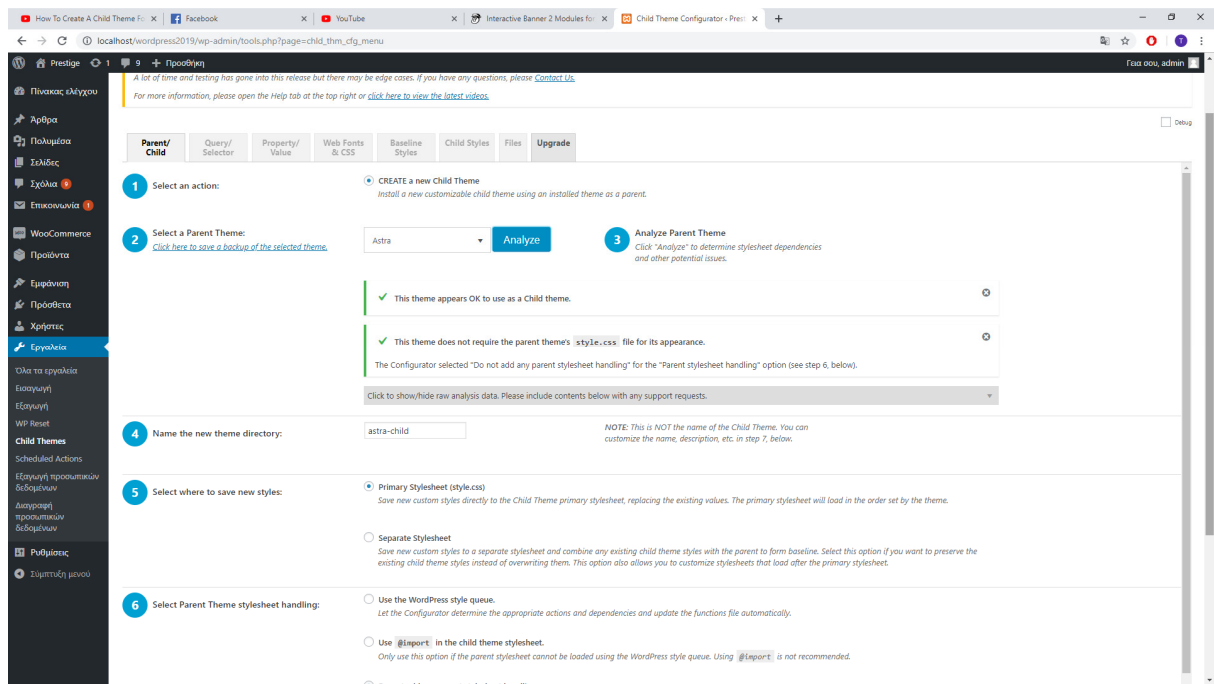 How To Create A Child Theme Fo
Facebook
YouTube
Interactive Banner 2 Modules for
Child Theme Configurator ‹ Prest
localhost/wordpress2019/wp-admin/tools.php?page=chld_thm_cfg_menu
Prestige 1 9 Προσθήκη
Γεια σου, admin
A lot of time and testing has gone into this release but there may be edge cases. If you have any questions, please Contact Us.
For more information, please open the Help tab at the top right or click here to view the latest videos.
Debug
Πίνακας ελέγχου
Άρθρα
Πολυμέσα
Σελίδες
Σχόλια 9
Επικοινωνία 1
WooCommerce
Προϊόντα
Εμφάνιση
Πρόσθετα
Χρήστες
Εργαλεία
Όλα τα εργαλεία
Εισαγωγή
Εξαγωγή
WP Reset
Child Themes
Scheduled Actions
Εξαγωγή προσωπικών
δεδομένων
Διαγραφή
προσωπικών
δεδομένων
Ρυθμίσεις
Σύμπτυξη μενού
Parent/
Child
Query/
Selector
Property/
Value
Web Fonts
& CSS
Baseline
Styles
Child Styles
Files
Upgrade
1 Select an action:
CREATE a new Child Theme
Install a new customizable child theme using an installed theme as a parent.
2 Select a Parent Theme:
Click here to save a backup of the selected theme.
Astra
Analyze
3 Analyze Parent Theme
Click "Analyze" to determine stylesheet dependencies
and other potential issues.
This theme appears OK to use as a Child theme.
This theme does not require the parent theme's style.css file for its appearance.
The Configurator selected "Do not add any parent stylesheet handling" for the "Parent stylesheet handling" option (see step 6, below).
Click to show/hide raw analysis data. Please include contents below with any support requests.
4 Name the new theme directory:
astra-child
NOTE: This is NOT the name of the Child Theme. You can
customize the name, description, etc. in step 7, below.
5 Select where to save new styles:
Primary Stylesheet (style.css)
Save new custom styles directly to the Child Theme primary stylesheet, replacing the existing values. The primary stylesheet will load in the order set by the theme.
Separate Stylesheet
Save new custom styles to a separate stylesheet and combine any existing child theme styles with the parent to form baseline. Select this option if you want to preserve the
existing child theme styles instead of overwriting them. This option also allows you to customize stylesheets that load after the primary stylesheet.
6 Select Parent Theme stylesheet handling:
Use the WordPress style queue.
Let the Configurator determine the appropriate actions and dependencies and update the functions file automatically.
Use @import in the child theme stylesheet.
Only use this option if the parent stylesheet cannot be loaded using the WordPress style queue. Using @import is not recommended.